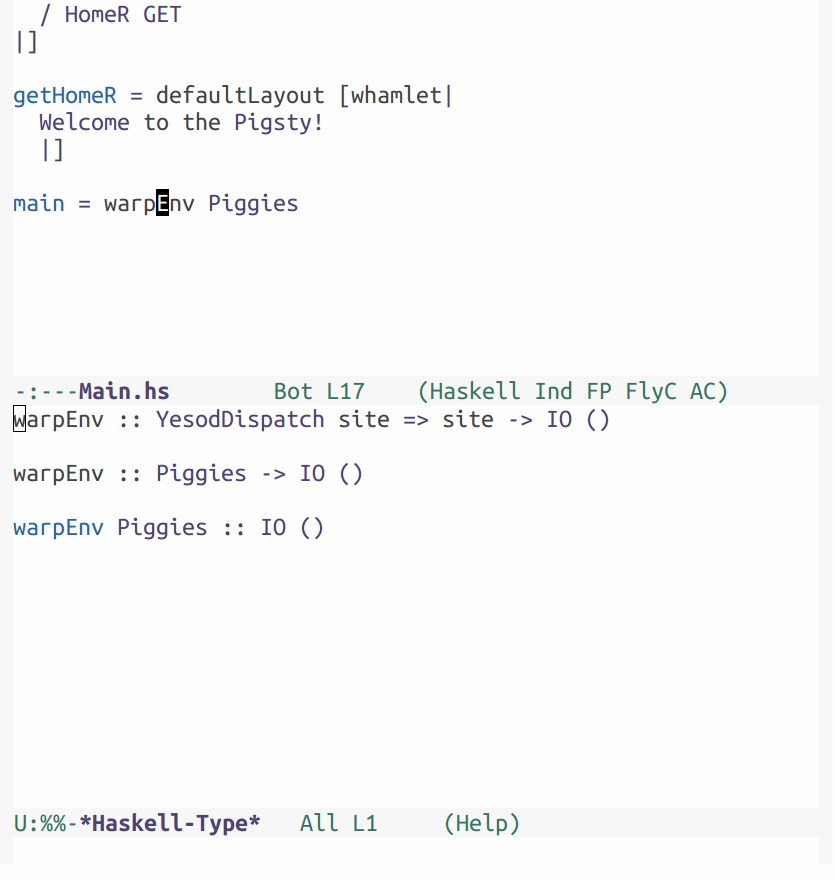 / HomeR GET
|]
getHomeR = defaultLayout [whamlet|
Welcome to the Pigsty!
|]
main = warpEnv Piggies
-:---Main.hs Bot L17 (Haskell Ind FP FlyC AC)
warpEnv :: YesodDispatch site => site -> IO ()
warpEnv :: Piggies -> IO ()
warpEnv Piggies :: IO ()
U:%%-*Haskell-Type* All L1 (Help)